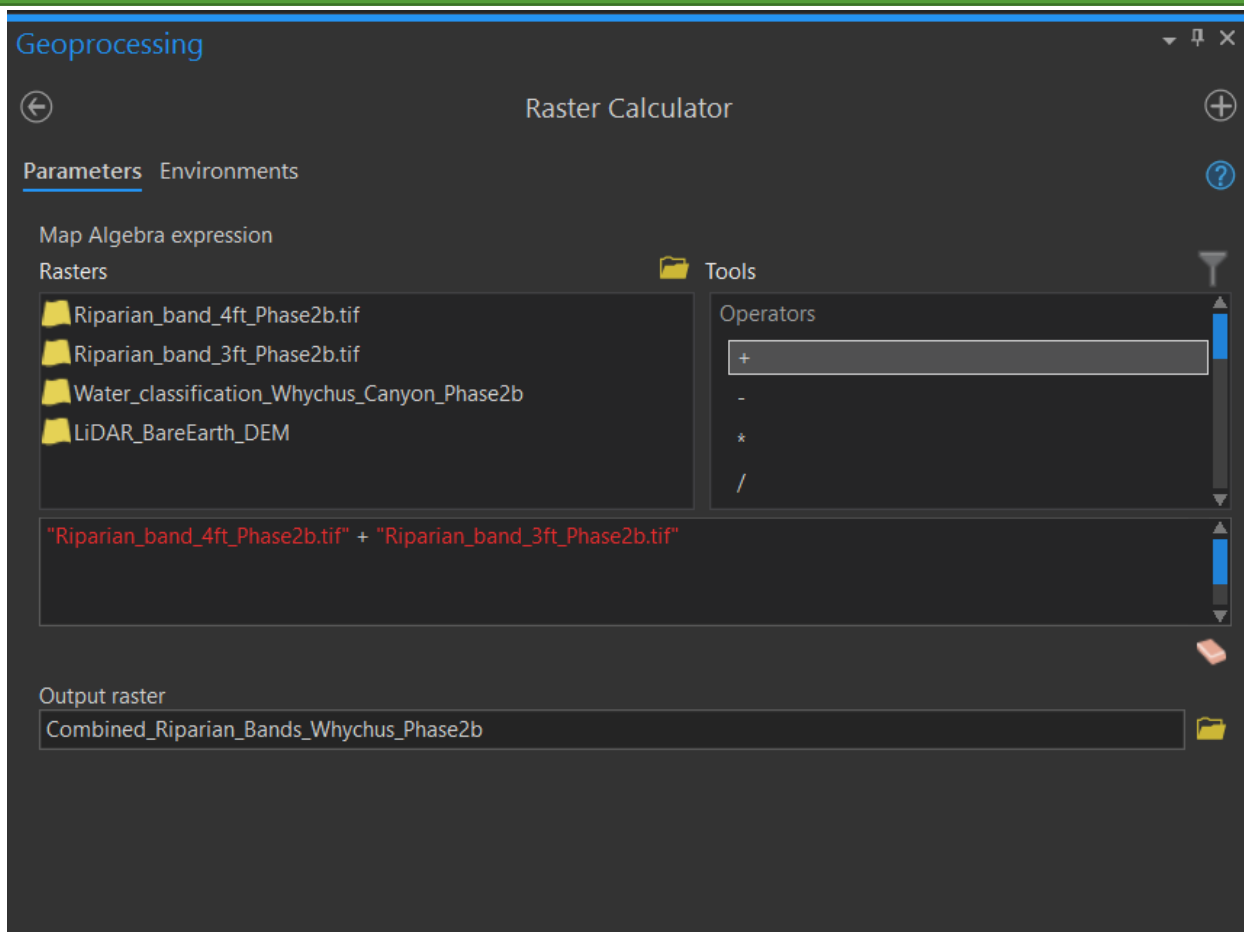 Geoprocessing
Raster Calculator
Parameters Environments
Map Algebra expression
Rasters
Riparian_band_4ft_Phase2b.tif
Riparian_band_3ft_Phase2b.tif
Water_classification_Whychus_Canyon_Phase2b
LiDAR_BareEarth_DEM
Tools
Operators
+
-
*
/
"Riparian_band_4ft_Phase2b.tif" + "Riparian_band_3ft_Phase2b.tif"
Output raster
Combined_Riparian_Bands_Whychus_Phase2b